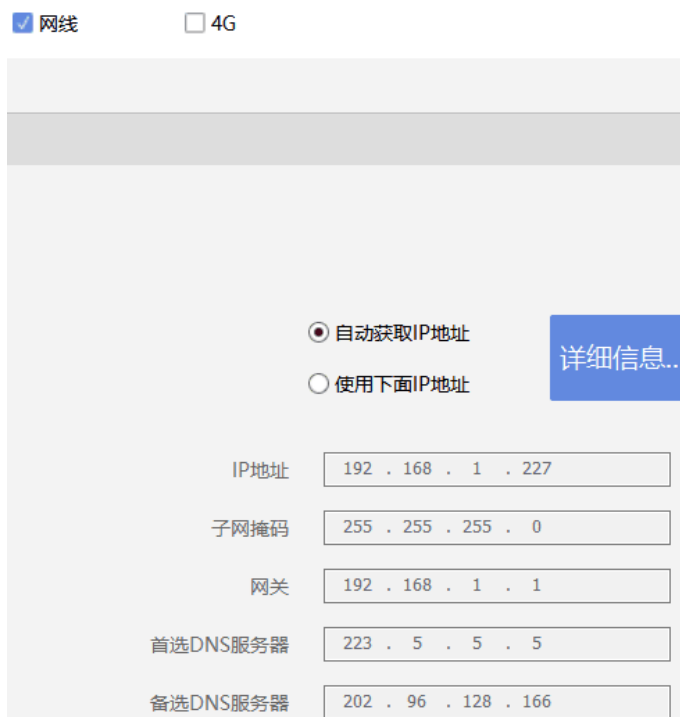 网线 4G
自动获取IP地址
详细信息..
使用下面IP地址
IP地址 192 . 168 . 1 . 227
子网掩码 255 . 255 . 255 . 0
网关 192 . 168 . 1 . 1
首选DNS服务器 223 . 5 . 5 . 5
备选DNS服务器 202 . 96 . 128 . 166